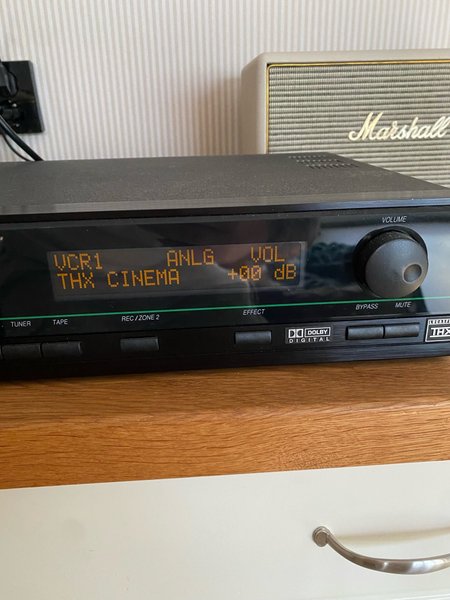 Marshall
VOLUME
VCR1 ANLG VOL
THX CINEMA +00 dB
BYPASS MUTE
TUNER TAPE REC/ZONE 2 EFFECT
DOLBY
DIGITAL
THX